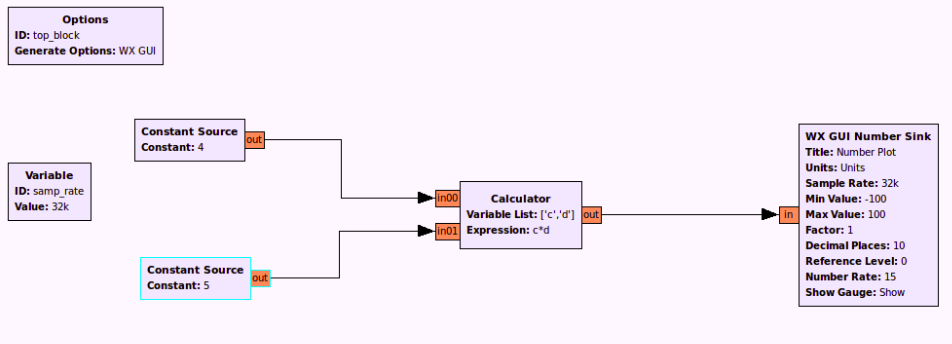 Options
ID: top_block
Generate Options: WX GUI
Constant Source
Constant: 4
out
Variable
ID: samp_rate
Value: 32k
Constant Source
Constant: 5
out
in00
in01
Calculator
Variable List: ['c','d']
Expression: c*d
out
in
WX GUI Number Sink
Title: Number Plot
Units: Units
Sample Rate: 32k
Min Value: -100
Max Value: 100
Factor: 1
Decimal Places: 10
Reference Level: 0
Number Rate: 15
Show Gauge: Show